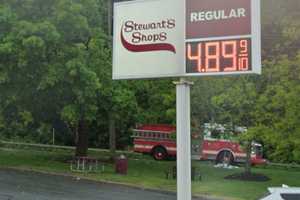 Stewart's
Shops
REGULAR
4.89 9/10